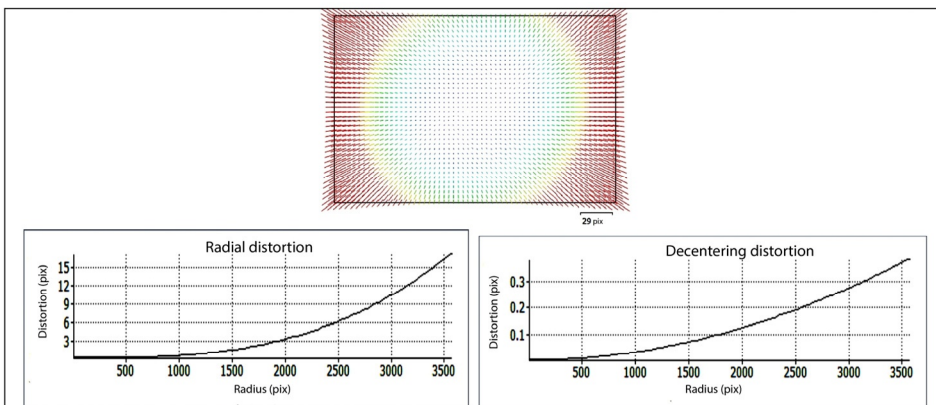 29 pix
Radial distortion
Distortion (pix)
15
12
9
6
3
500 1000 1500 2000 2500 3000 3500
Radius (pix)
Decentering distortion
Distortion (pix)
0.3
0.2
0.1
500 1000 1500 2000 2500 3000 3500
Radius (pix)